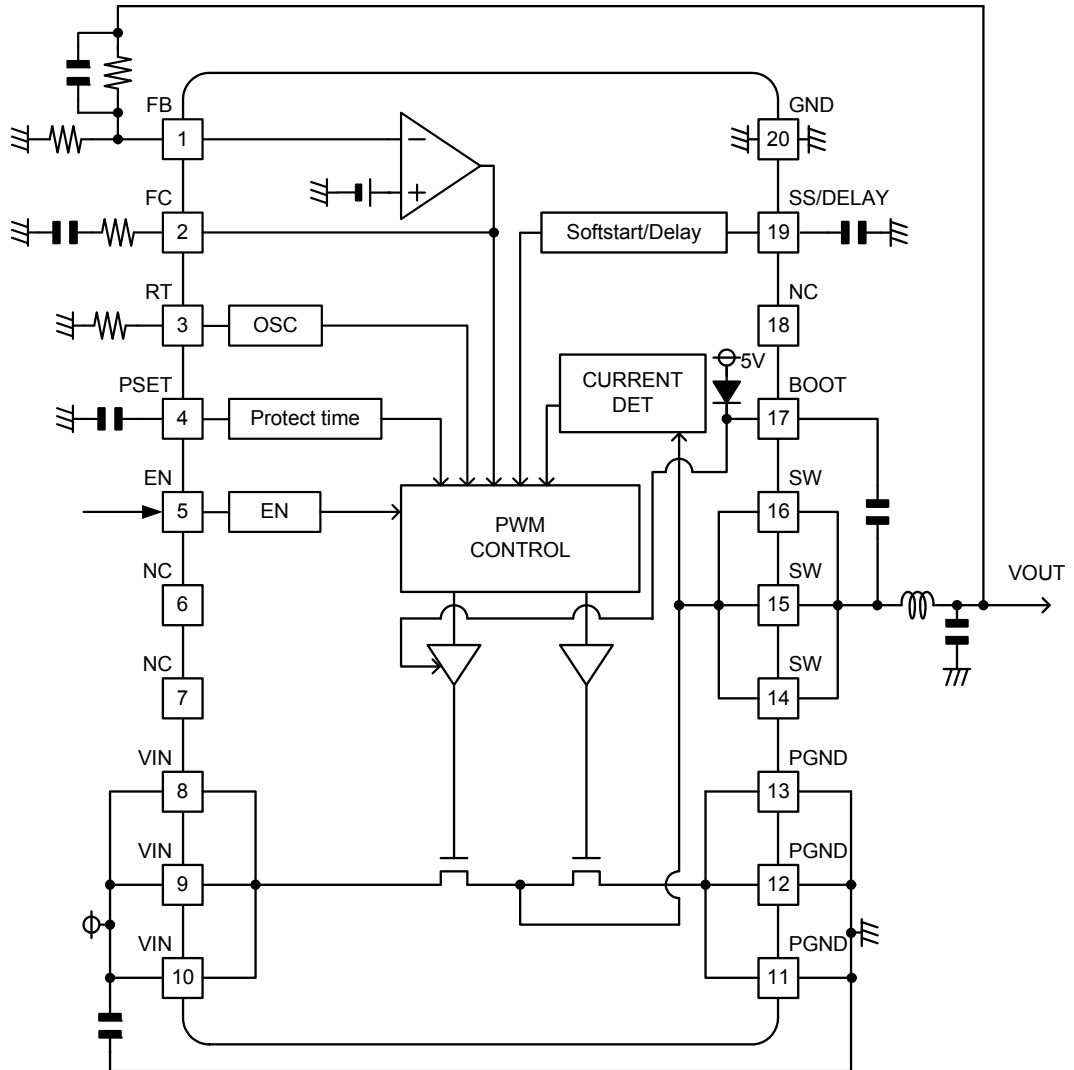 FB
1
GND
20
FC
2
Softstart/Delay
SS/DELAY
19
RT
3
OSC
NC
18
PSET
4
Protect time
CURRENT
DET
5V
BOOT
17
EN
5
EN
PWM
CONTROL
SW
16
NC
6
SW
15
VOUT
NC
7
SW
14
VIN
8
PGND
13
VIN
9
PGND
12
VIN
10
PGND
11